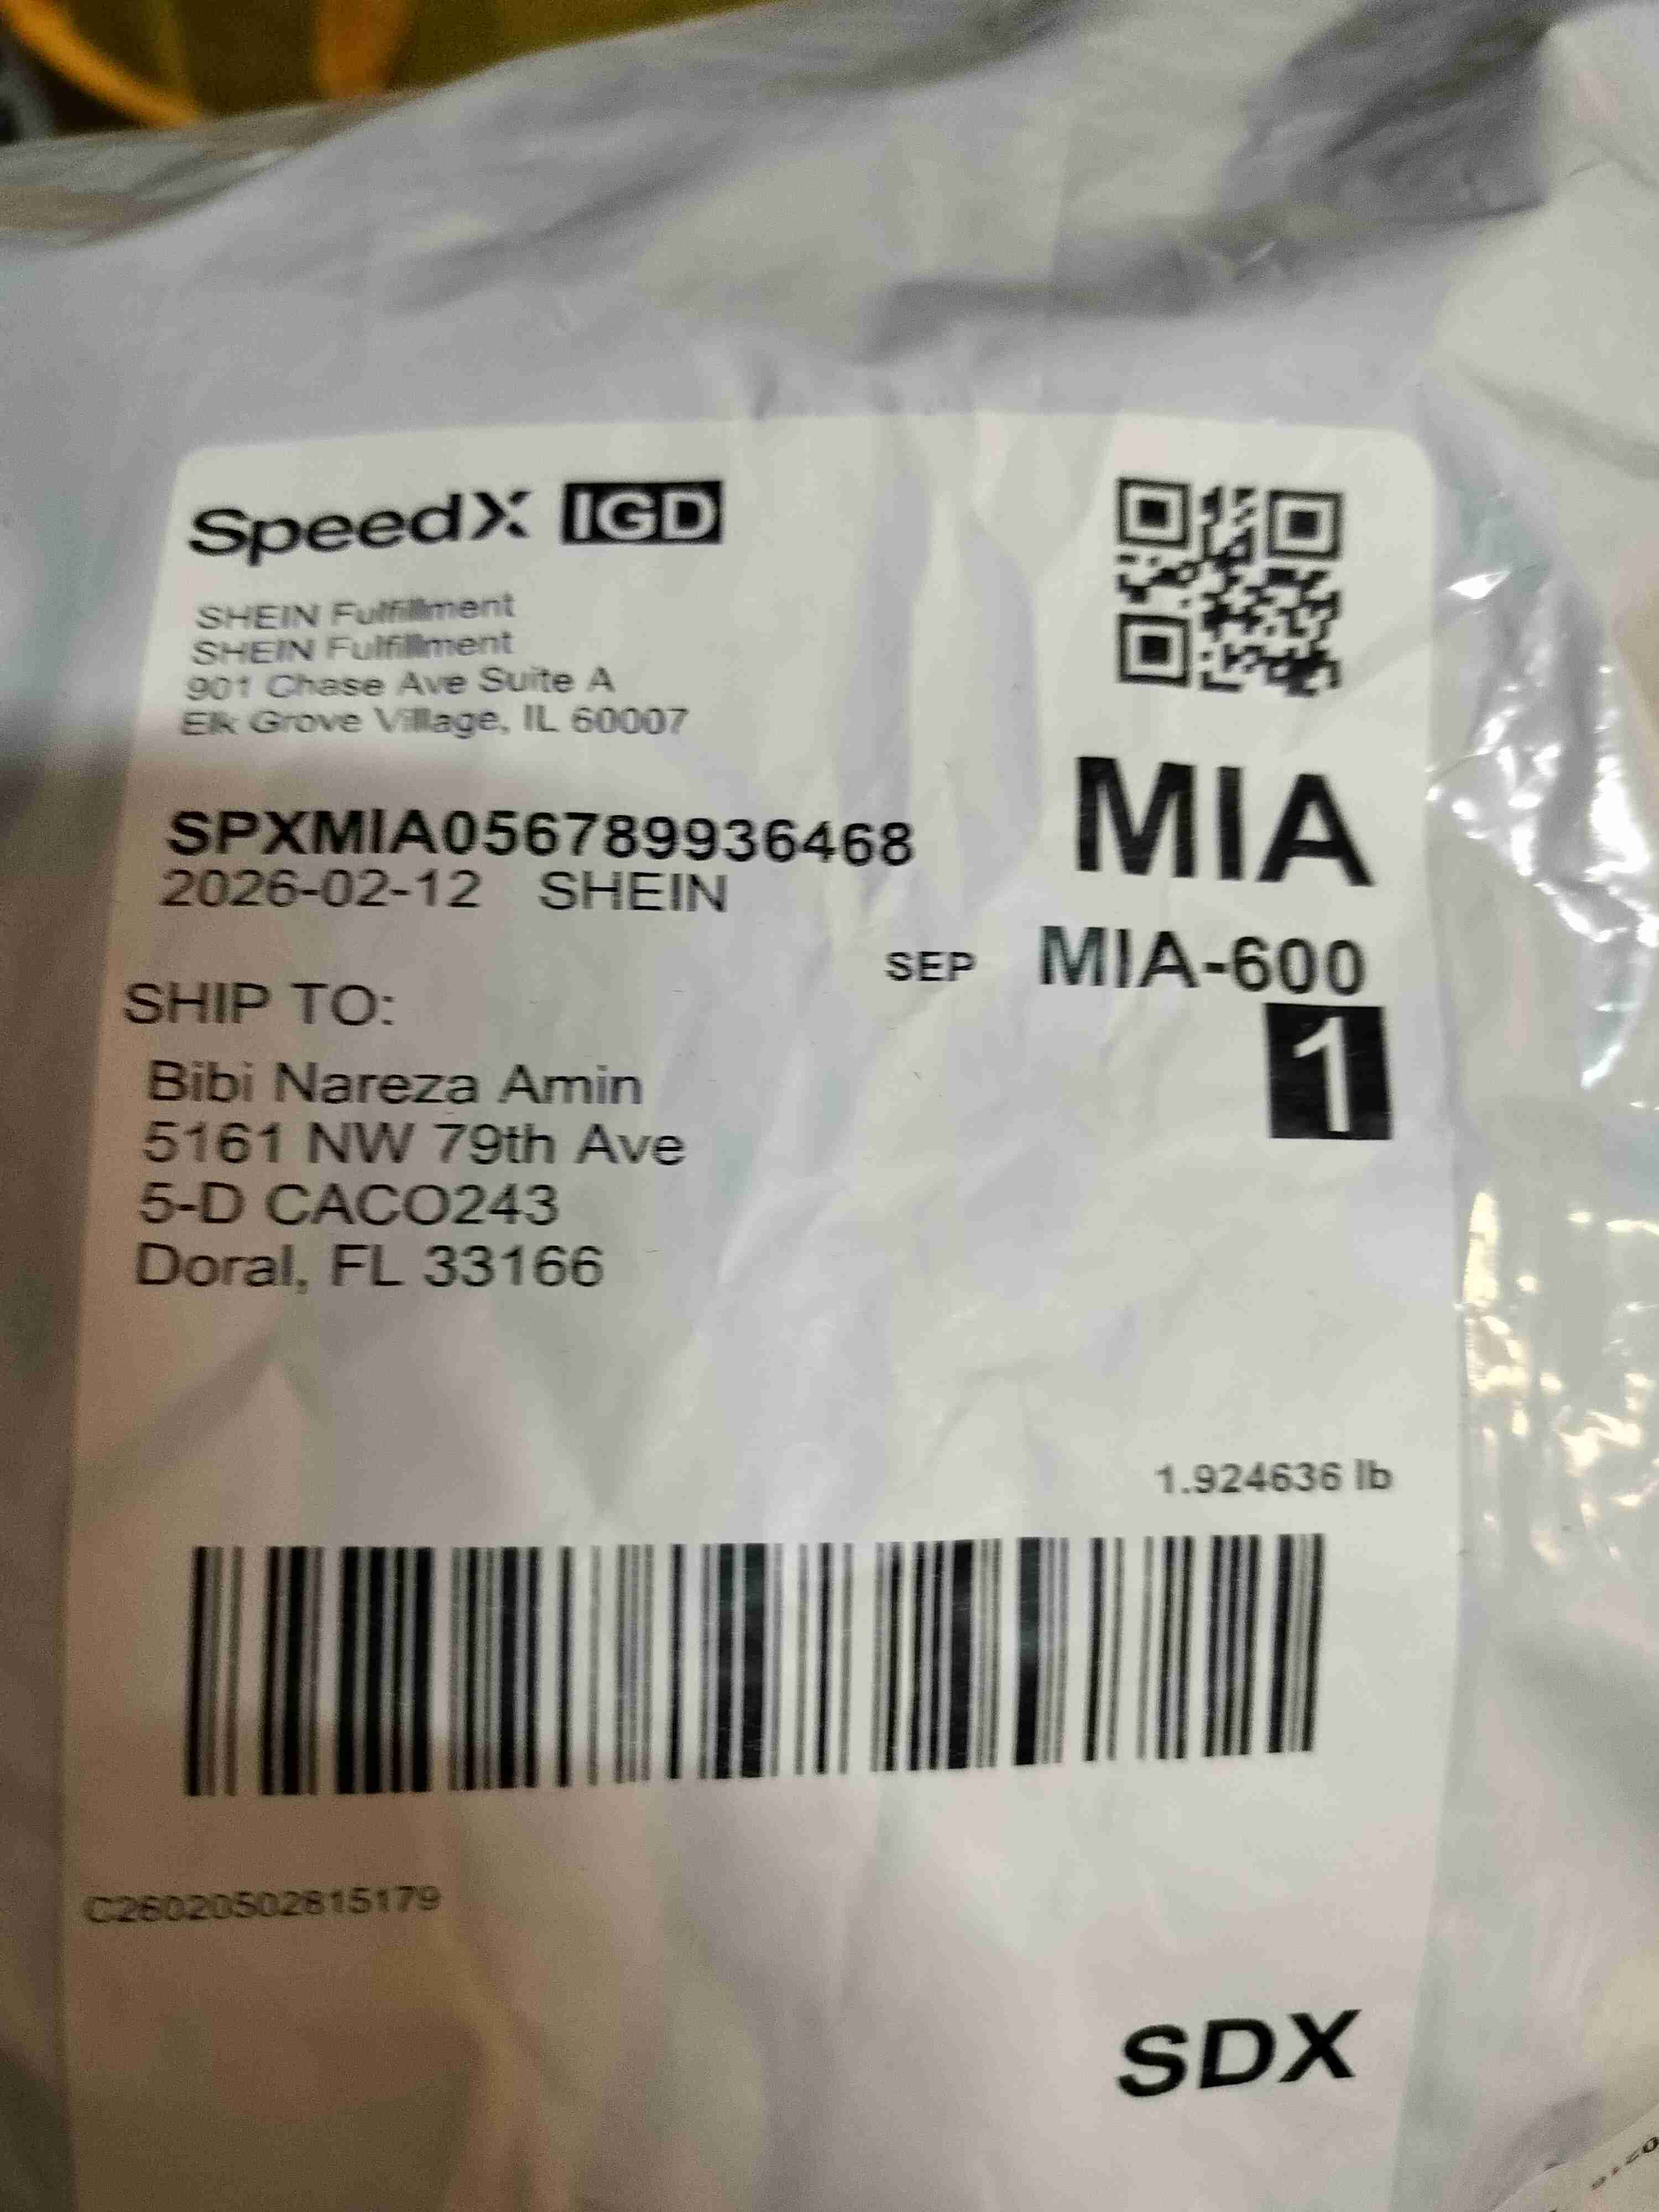 SpeedX IGD
SHEIN Fulfillment
SHEIN Fulfillment
901 Chase Ave Suite A
Elk Grove Village, IL 60007
SPXMIA056789936468
2026-02-12 SHEIN
MIA
SEP MIA-600
1
SHIP TO:
Bibi Nareza Amin
5161 NW 79th Ave
5-D CACO243
Doral, FL 33166
1.924636 lb
C26020502815179
SDX